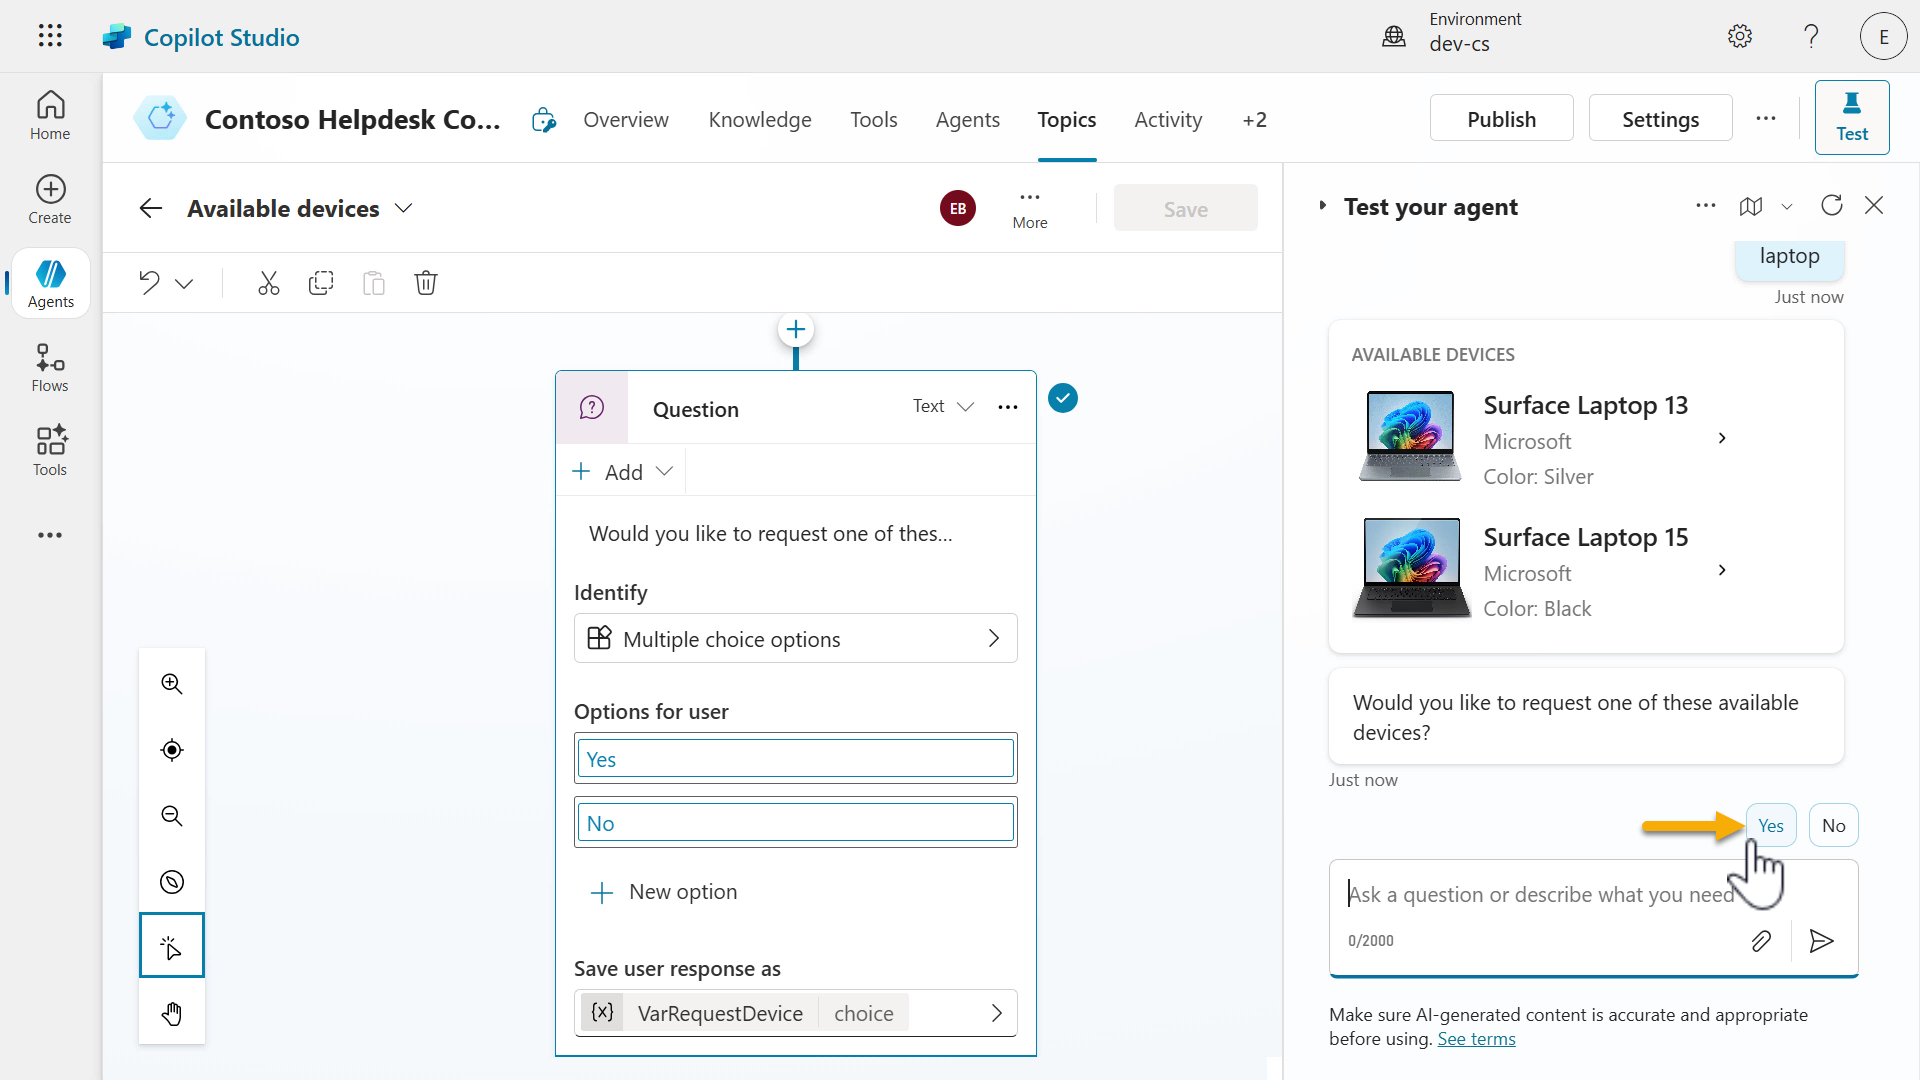 Copilot Studio
Environment
dev-cs
E
Home
Create
Agents
Flows
Tools
Contoso Helpdesk Co...
Overview
Knowledge
Tools
Agents
Topics
Activity
+2
Publish
Settings
Test
Available devices
EB
More
Save
Question
Text
Add
Would you like to request one of thes...
Identify
Multiple choice options
Options for user
Yes
No
New option
Save user response as
{x}
VarRequestDevice
choice
Test your agent
laptop
Just now
AVAILABLE DEVICES
Surface Laptop 13
Microsoft
Color: Silver
Surface Laptop 15
Microsoft
Color: Black
Would you like to request one of these available
devices?
Just now
Yes
No
Ask a question or describe what you need
0/2000
Make sure AI-generated content is accurate and appropriate
before using. See terms